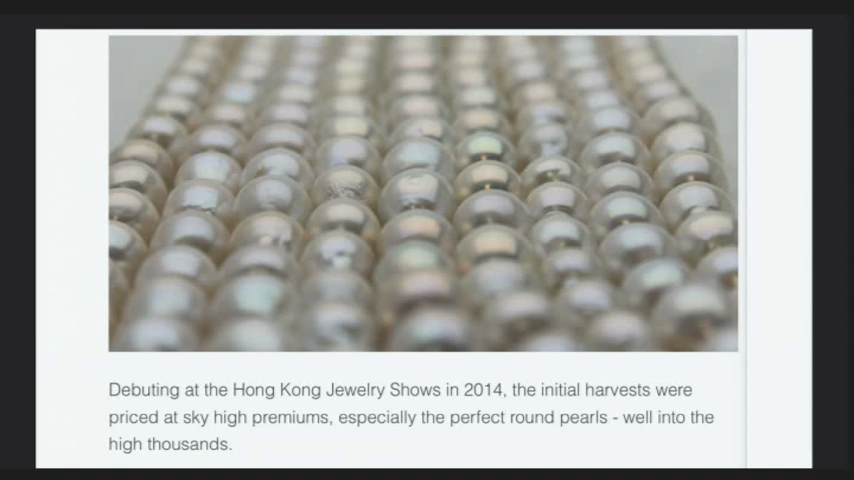 Debuting at the Hong Kong Jewelry Shows in 2014, the initial harvests were
priced at sky high premiums, especially the perfect round pearls - well into the
high thousands.